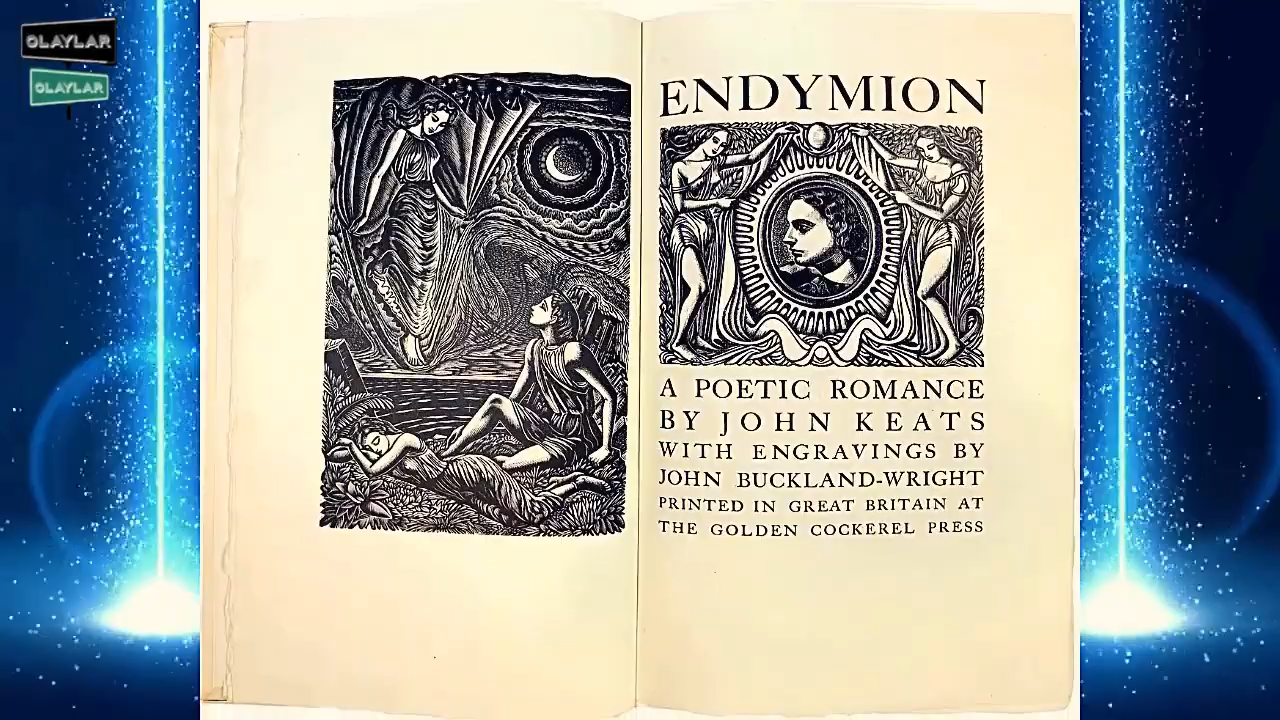 OLAYLAR
OLAYLAR
ENDYMION
A POETIC ROMANCE
BY JOHN KEATS
WITH ENGRAVINGS BY
JOHN BUCKLAND-WRIGHT
PRINTED IN GREAT BRITAIN AT
THE GOLDEN COCKEREL PRESS